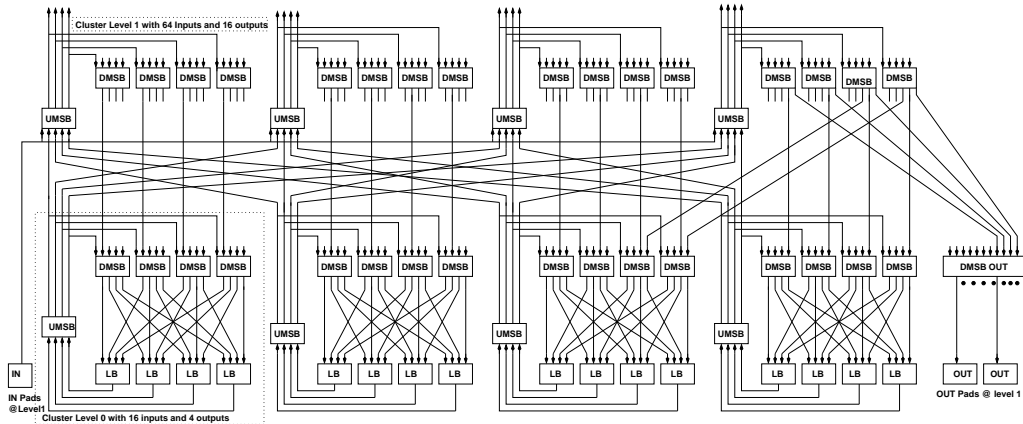 Cluster Level 1 with 64 Inputs and 16 outputs
DMSB DMSB DMSB DMSB
DMSB DMSB DMSB DMSB
DMSB DMSB DMSB DMSB
DMSB DMSB DMSB DMSB
UMSB UMSB UMSB UMSB
DMSB DMSB DMSB DMSB
DMSB DMSB DMSB DMSB
DMSB DMSB DMSB DMSB
DMSB DMSB DMSB DMSB
DMSB OUT
UMSB UMSB UMSB UMSB
IN
LB LB LB LB
LB LB LB LB
LB LB LB LB
LB LB LB LB
OUT OUT
IN Pads
@Level1
OUT Pads @ level 1
Cluster Level 0 with 16 inputs and 4 outputs